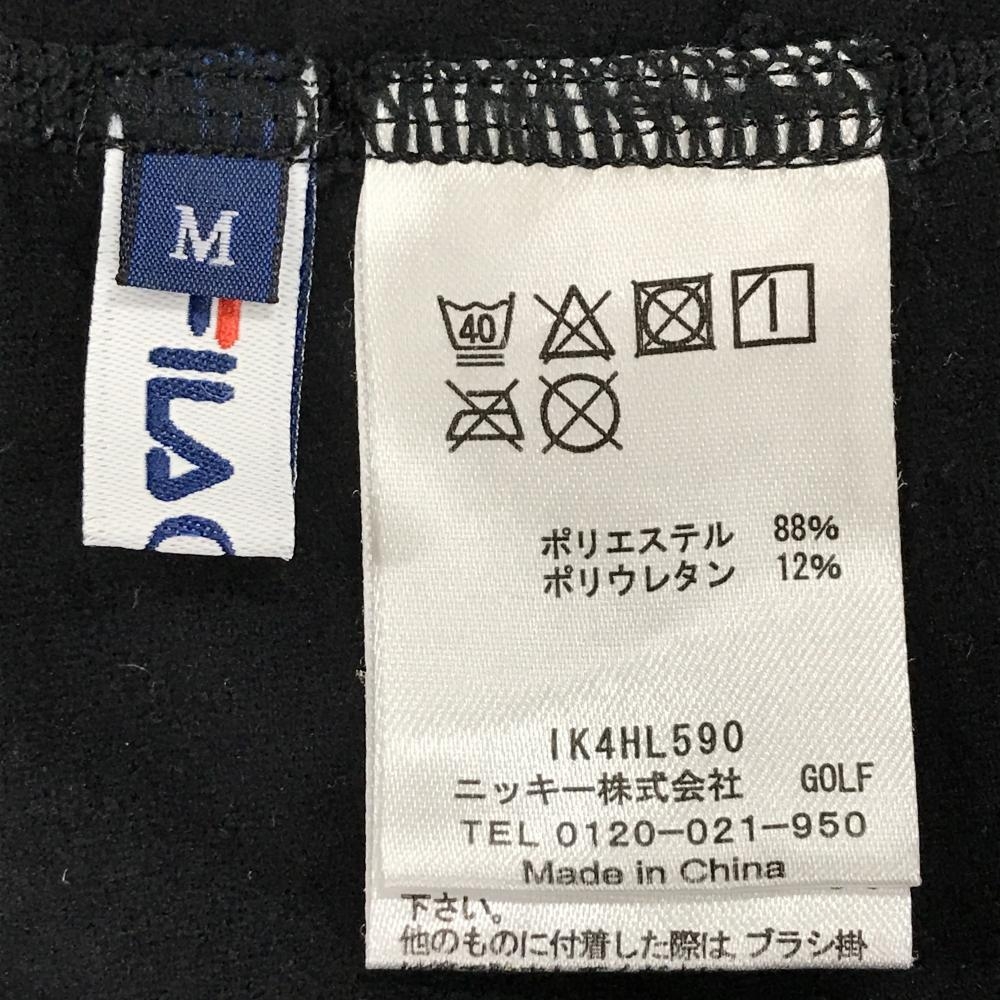 M
FILA
40
ポリエステル 88%
ポリウレタン 12%
IK4HL590
ニッキー株式会社 GOLF
TEL 0120-021-950
Made in China
下さい。
他のものに付着した際は、ブラシ掛